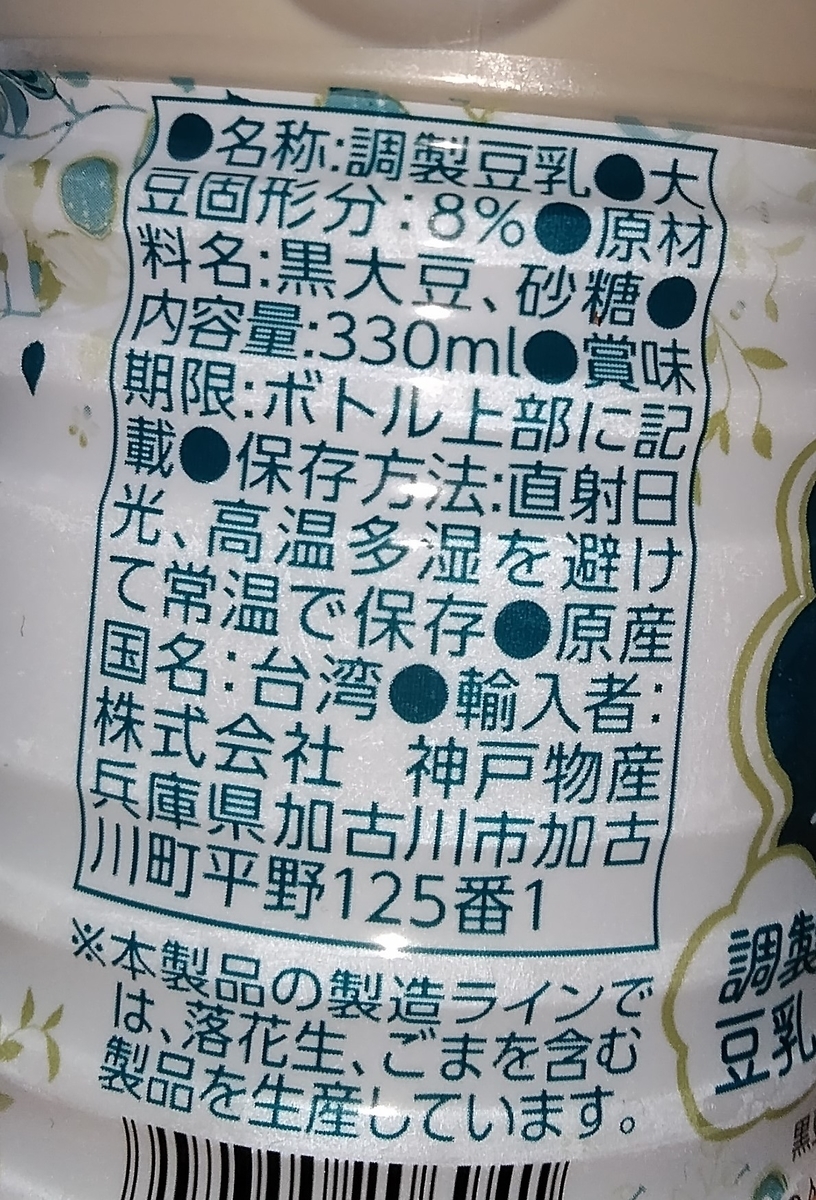 ●名称:調製豆乳●大
豆固形分:8%●原材
料名:黒大豆、砂糖●
内容量:330ml●賞味
期限:ボトル上部に記
載●保存方法:直射日
光、高温多湿を避け
て常温で保存●原産
国名:台湾●輸入者:
株式会社　神戸物産
兵庫県加古川市加古
川町平野125番1
※本製品の製造ラインで
は、落花生、ごまを含む
製品を生産しています。
調製
豆乳